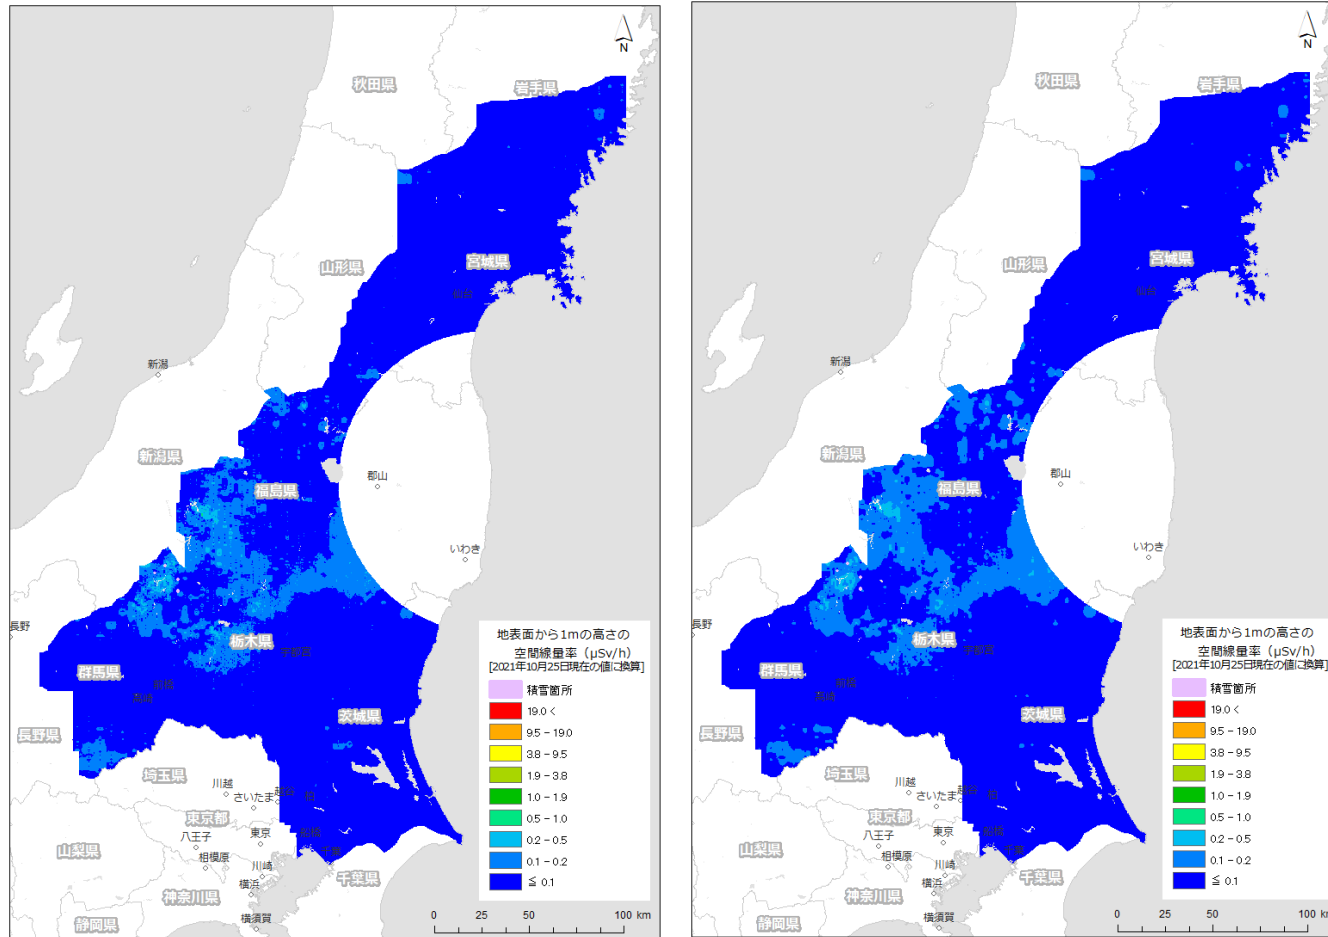 N
秋田県
岩手県
山形県
宮城県
仙台
新潟
新潟県
福島県
郡山
いわき
長野
栃木県
宇都宮
群馬県
前橋
高崎
茨城県
長野県
埼玉県
川越
さいたま
越谷
柏
東京都
八王子
東京
船橋
山梨県
相模原
川崎
千葉
千葉県
横浜
神奈川県
静岡県
横須賀
地表面から1mの高さの
空間線量率（μSv/h）
[2021年10月25日現在の値に換算]
積雪箇所
19.0 <
9.5 – 19.0
3.8 – 9.5
1.9 – 3.8
1.0 – 1.9
0.5 – 1.0
0.2 – 0.5
0.1 – 0.2
≦ 0.1
0 25 50 100 km
N
秋田県
岩手県
山形県
宮城県
仙台
新潟
新潟県
福島県
郡山
いわき
長野
栃木県
宇都宮
群馬県
前橋
高崎
茨城県
長野県
埼玉県
川越
さいたま
越谷
柏
東京都
八王子
東京
船橋
山梨県
相模原
川崎
千葉
千葉県
横浜
神奈川県
静岡県
横須賀
地表面から1mの高さの
空間線量率（μSv/h）
[2021年10月25日現在の値に換算]
積雪箇所
19.0 <
9.5 – 19.0
3.8 – 9.5
1.9 – 3.8
1.0 – 1.9
0.5 – 1.0
0.2 – 0.5
0.1 – 0.2
≦ 0.1
0 25 50 100 km